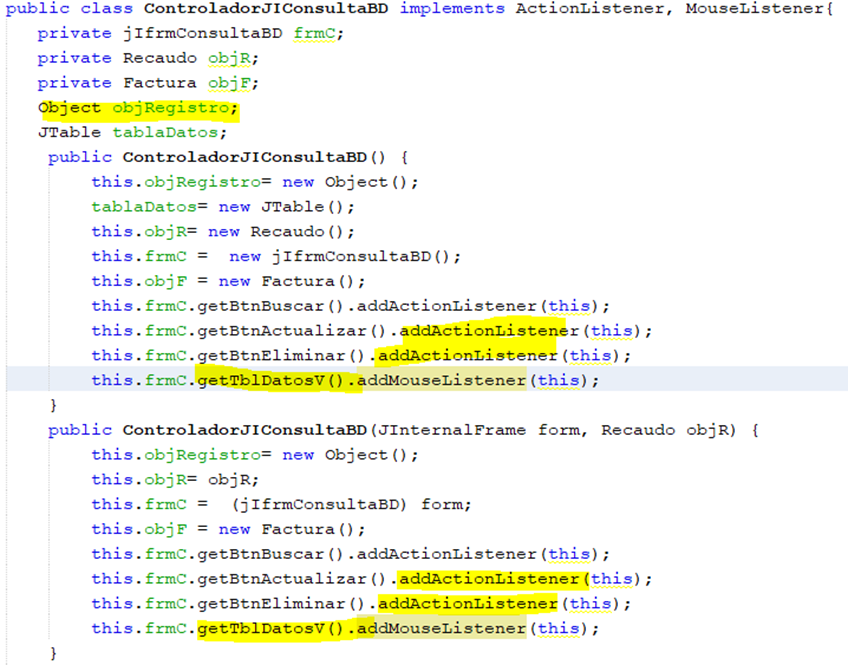 public class ControladorJIConsultaBD implements ActionListener, MouseListener{
private jIfrmConsultaBD frmC;
private Recaudo objR;
private Factura objF;
Object objRegistro;
JTable tablaDatos;
public ControladorJIConsultaBD() {
this.objRegistro= new Object();
tablaDatos= new JTable();
this.objR= new Recaudo();
this.frmC =  new jIfrmConsultaBD();
this.objF = new Factura();
this.frmC.getBtnBuscar().addActionListener(this);
this.frmC.getBtnActualizar().addActionListener(this);
this.frmC.getBtnEliminar().addActionListener(this);
this.frmC.getTblDatosV().addMouseListener(this);
}
public ControladorJIConsultaBD(JInternalFrame form, Recaudo objR) {
this.objRegistro= new Object();
this.objR= objR;
this.frmC =  (jIfrmConsultaBD) form;
this.objF = new Factura();
this.frmC.getBtnBuscar().addActionListener(this);
this.frmC.getBtnActualizar().addActionListener(this);
this.frmC.getBtnEliminar().addActionListener(this);
this.frmC.getTblDatosV().addMouseListener(this);
}